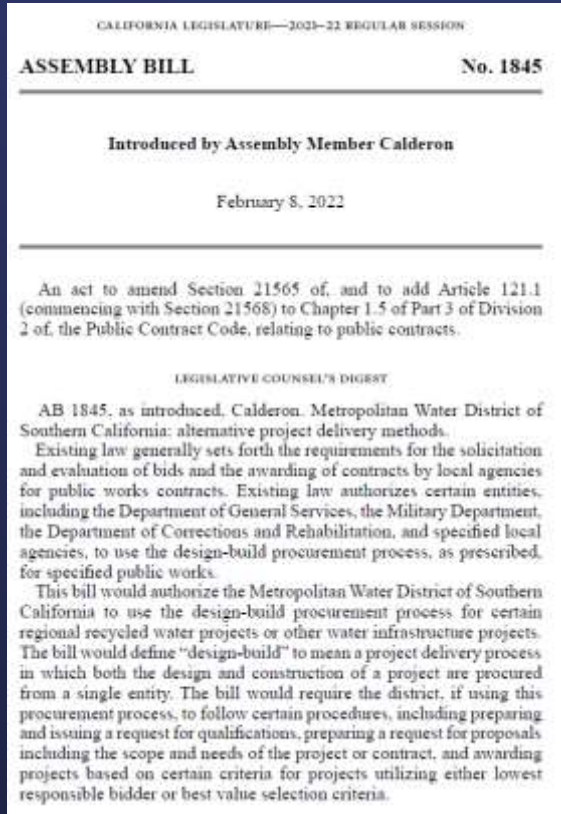 CALIFORNIA LEGISLATURE—2021–22 REGULAR SESSION
ASSEMBLY BILL No. 1845
Introduced by Assembly Member Calderon
February 8, 2022
An act to amend Section 21565 of, and to add Article 121.1
(commencing with Section 21568) to Chapter 1.5 of Part 3 of Division
2 of, the Public Contract Code, relating to public contracts.
LEGISLATIVE COUNSEL'S DIGEST
AB 1845, as introduced, Calderon. Metropolitan Water District of
Southern California: alternative project delivery methods.
Existing law generally sets forth the requirements for the solicitation
and evaluation of bids and the awarding of contracts by local agencies
for public works contracts. Existing law authorizes certain entities,
including the Department of General Services, the Military Department,
the Department of Corrections and Rehabilitation, and specified local
agencies, to use the design-build procurement process, as prescribed,
for specified public works.
This bill would authorize the Metropolitan Water District of Southern
California to use the design-build procurement process for certain
regional recycled water projects or other water infrastructure projects.
The bill would define “design-build” to mean a project delivery process
in which both the design and construction of a project are procured
from a single entity. The bill would require the district, if using this
procurement process, to follow certain procedures, including preparing
and issuing a request for qualifications, preparing a request for proposals
including the scope and needs of the project or contract, and awarding
projects based on certain criteria for projects utilizing either lowest
responsible bidder or best value selection criteria.